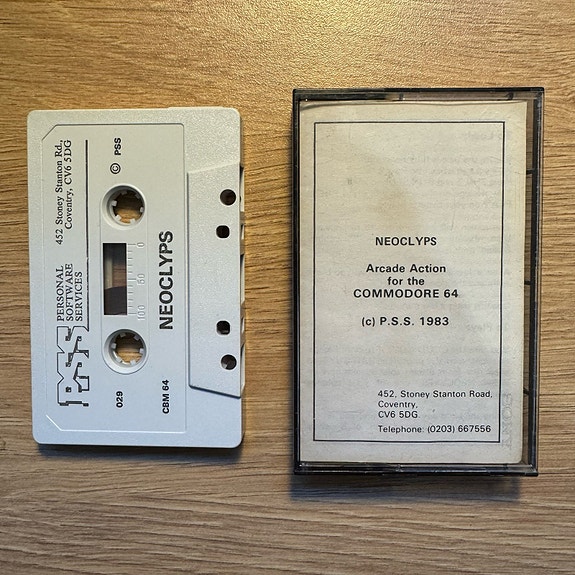 PSS
PERSONAL
SOFTWARE
SERVICES
452 Stoney Stanton Rd.,
Coventry, CV6 5DG
029
© PSS
100 50 0
NEOCLYPS
CBM 64
NEOCLYPS
Arcade Action
for the
COMMODORE 64
(c) P.S.S. 1983
452, Stoney Stanton Road,
Coventry.
CV6 5DG
Telephone: (0203) 667556